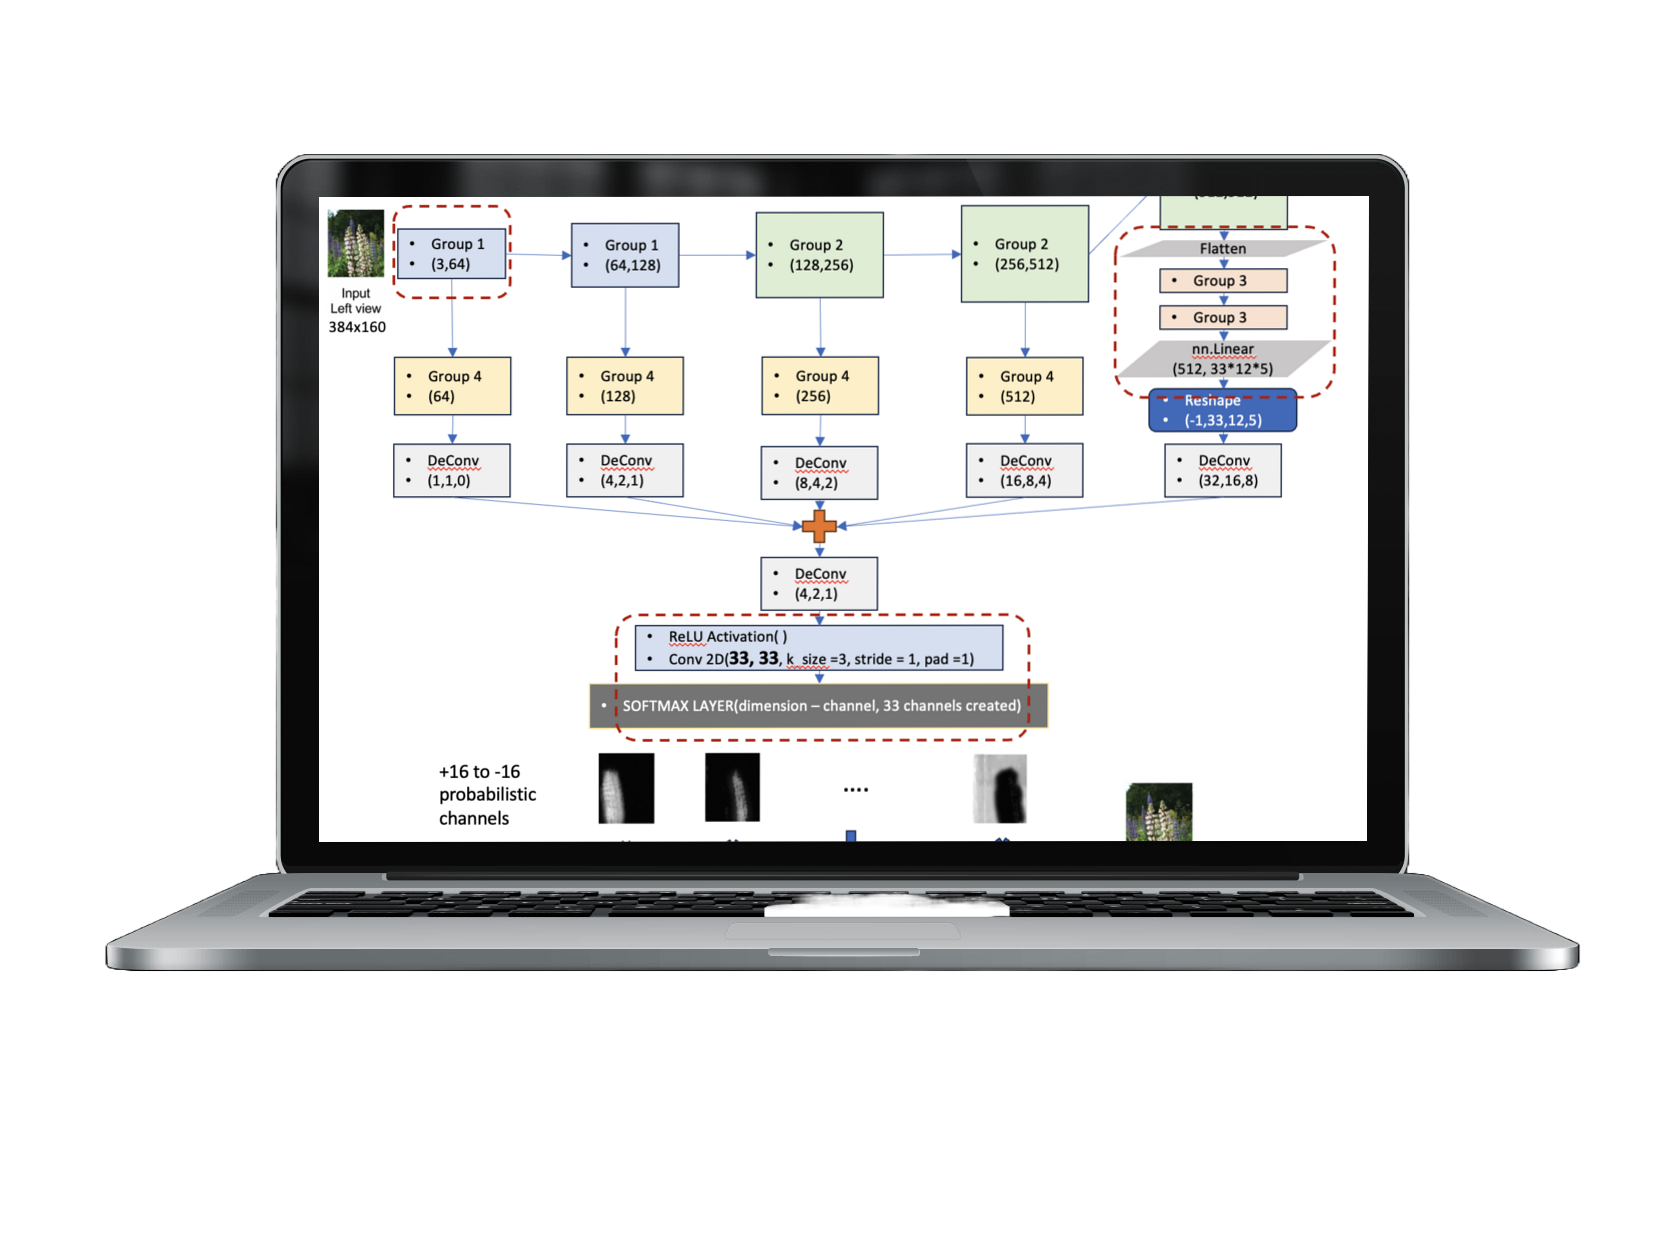 Group 1
(3,64)
Group 1
(64,128)
Group 2
(128,256)
Group 2
(256,512)
Input
Left view
384x160
Flatten
Group 3
Group 3
nn.Linear
(512, 33*12*5)
Reshape
(-1,33,12,5)
Group 4
(64)
Group 4
(128)
Group 4
(256)
Group 4
(512)
DeConv
(1,1,0)
DeConv
(4,2,1)
DeConv
(8,4,2)
DeConv
(16,8,4)
DeConv
(32,16,8)
DeConv
(4,2,1)
ReLU Activation( )
Conv 2D(33, 33, k_size =3, stride = 1, pad =1)
SOFTMAX LAYER(dimension – channel, 33 channels created)
+16 to -16
probabilistic
channels
....